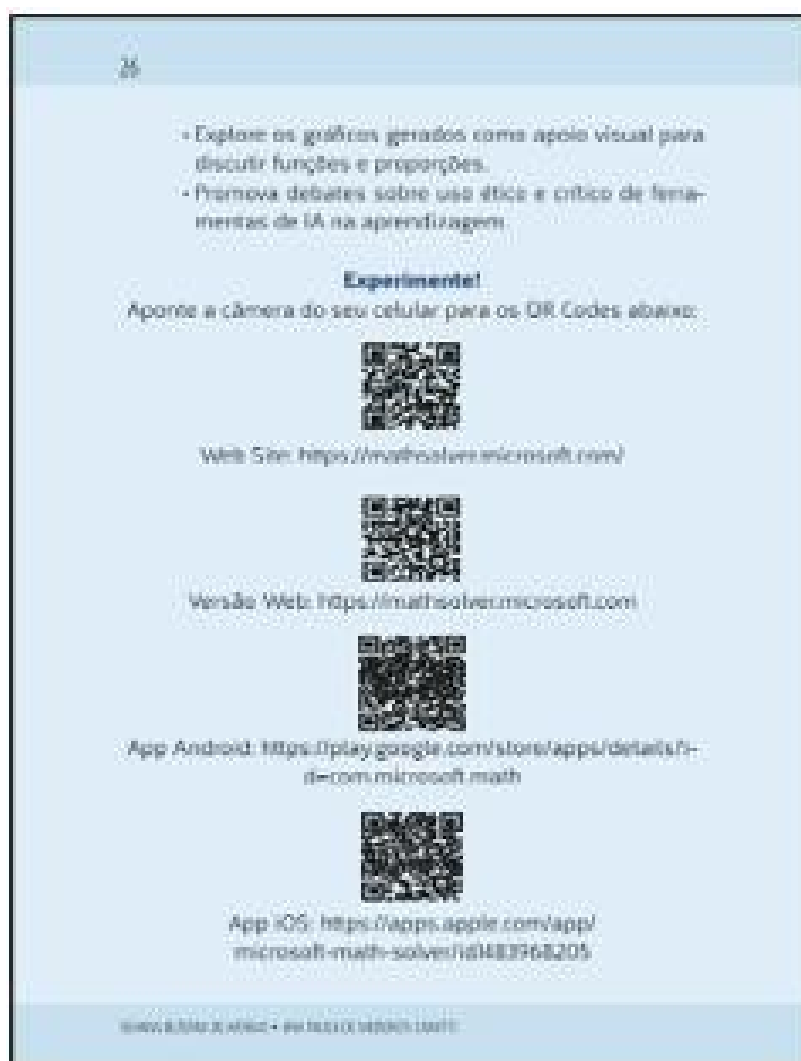 26
• Explore os gráficos gerados como apoio visual para
discutir funções e proporções.
• Promova debates sobre uso ético e crítico de ferra-
mentas de IA na aprendizagem.
Experimente!
Aponte a câmera do seu celular para os QR Codes abaixo:
Web Site: https://mathsolver.microsoft.com/
Versão Web: https://mathsolver.microsoft.com
App Android: https://play.google.com/store/apps/details?i-
d=com.microsoft.math
App iOS: https://apps.apple.com/app/
microsoft-math-solver/id1483968205